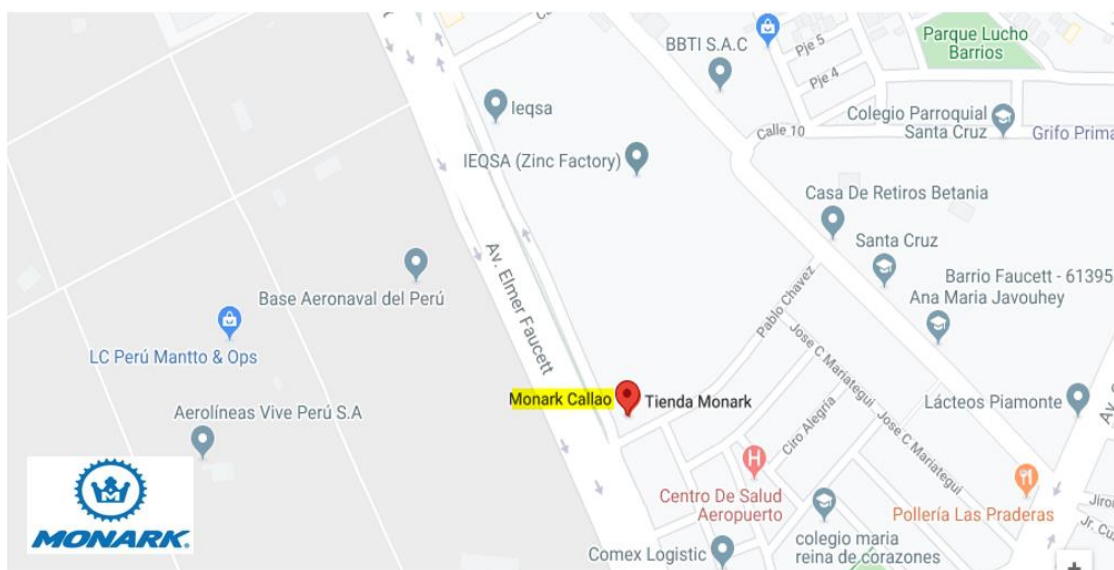 Parque Lucho
Barrios
BBTI S.A.C
Pje 5
Pje 4
Ieqsa
Colegio Parroquial
Santa Cruz
Calle 10
Grifo Prima
IEQSA (Zinc Factory)
Casa De Retiros Betania
Santa Cruz
Av. Elmer Faucett
Base Aeronaval del Perú
Barrio Faucett - 61395
Ana Maria Javouhey
Pablo Chavez
LC Perú Mantto & Ops
Jose C Mariategui
Monark Callao
Tienda Monark
Aerolíneas Vive Perú S.A
Lácteos Piamonte
Ciro Alegría
Jose C Mariategui
Centro De Salud
Aeropuerto
Pollería Las Praderas
MONARK
colegio maria
reina de corazones
Comex Logistic
Jr. Cu